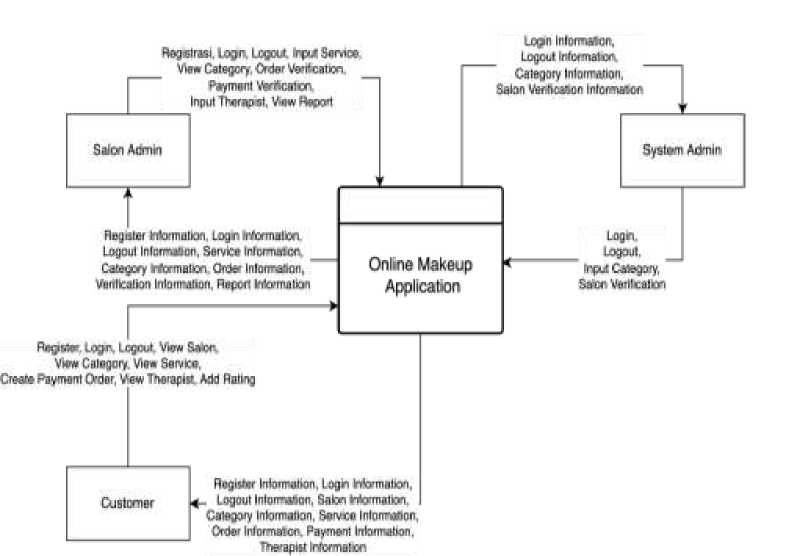 Registrasi, Login, Logout, Input Service,
View Category, Order Verification,
Payment Verification,
Input Therapist, View Report
Login Information,
Logout Information,
Category Information,
Salon Verification Information
Salon Admin
System Admin
Register Information, Login Information,
Logout Information, Service Information,
Category Information, Order Information,
Verification Information, Report Information
Online Makeup
Application
Login,
Logout,
Input Category,
Salon Verification
Register, Login, Logout, View Salon,
View Category, View Service,
Create Payment Order, View Therapist, Add Rating
Customer
Register Information, Login Information,
Logout Information, Salon Information,
Category Information, Service Information,
Order Information, Payment Information,
Therapist Information